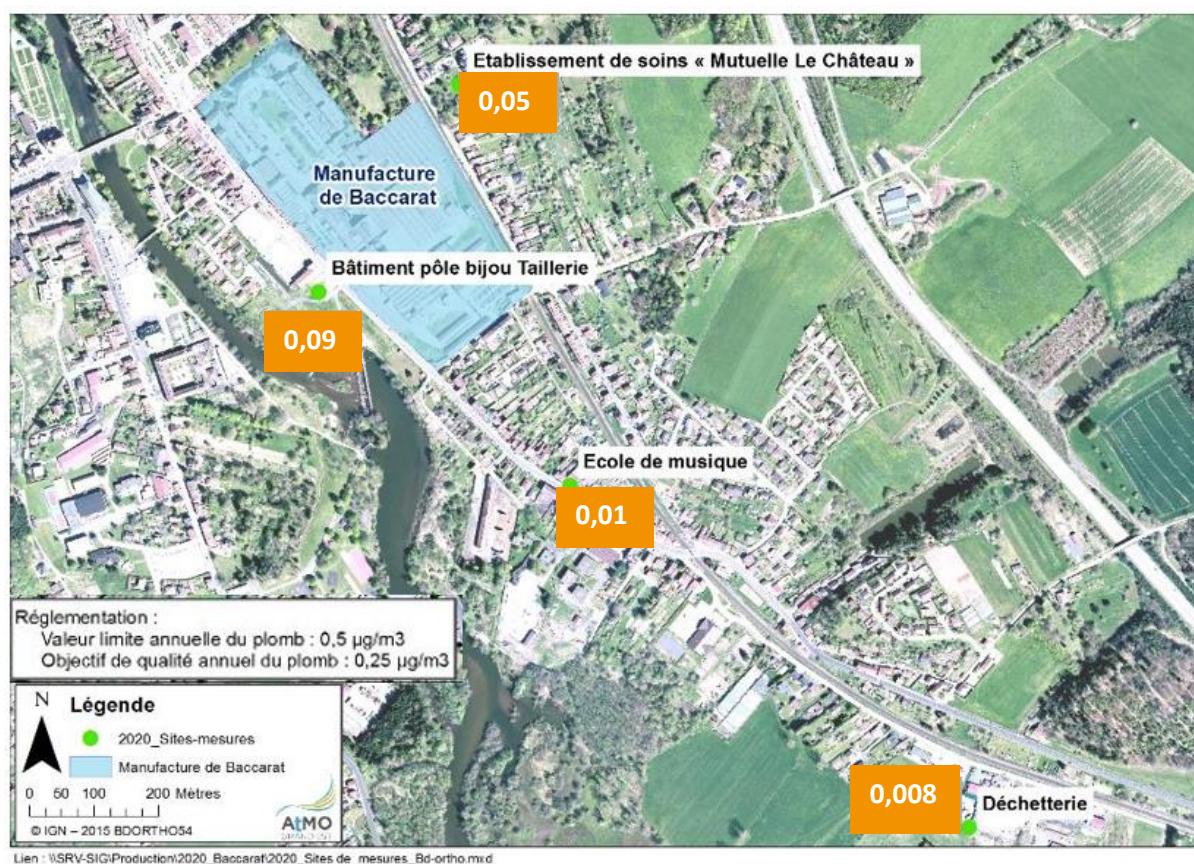 Etablissement de soins « Mutuelle Le Château »
0,05
Manufacture
de Baccarat
Bâtiment pôle bijou Taillerie
0,09
Ecole de musique
0,01
Réglementation :
Valeur limite annuelle du plomb : 0,5 µg/m3
Objectif de qualité annuel du plomb : 0,25 µg/m3
N Légende
2020_Sites-mesures
Manufacture de Baccarat
0 50 100 200 Mètres
© IGN – 2015 BDORTHO54
AtMO
GRAND EST
0,008
Déchetterie
Lien : \\SRV-SIG\Production\2020_Baccarat\2020_Sites de_mesures_Bd-ortho.mxd